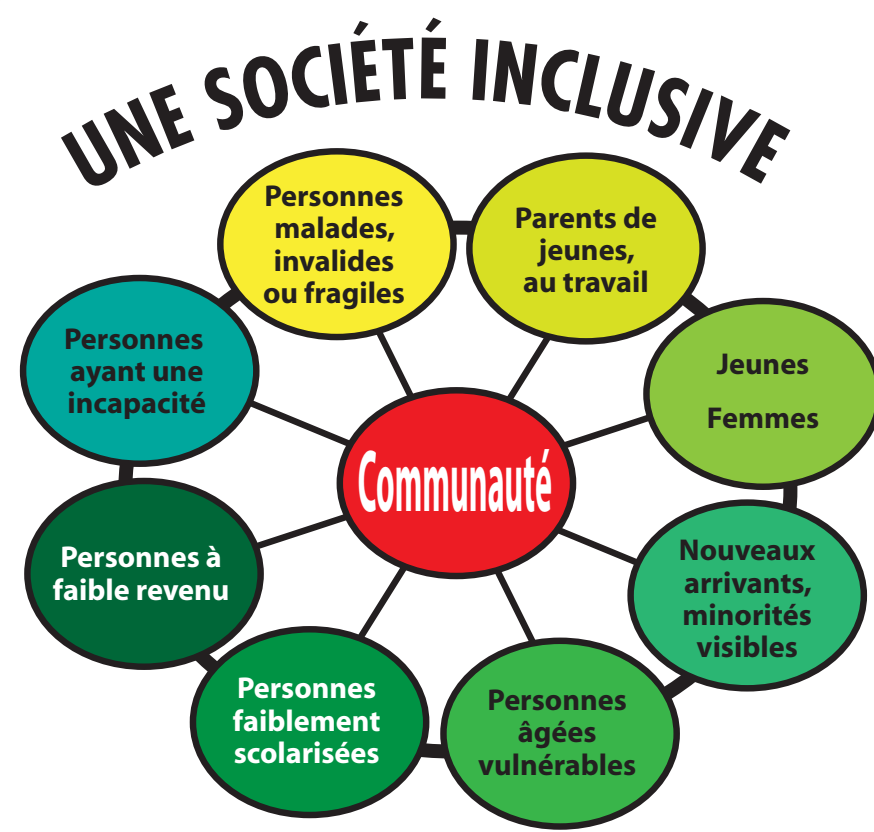 UNE SOCIÉTÉ INCLUSIVE
Personnes
malades,
invalides
ou fragiles
Parents de
jeunes,
au travail
Personnes
ayant une
incapacité
Jeunes
Femmes
Communauté
Personnes à
faible revenu
Nouveaux
arrivants,
minorités
visibles
Personnes
faiblement
scolarisées
Personnes
âgées
vulnérables